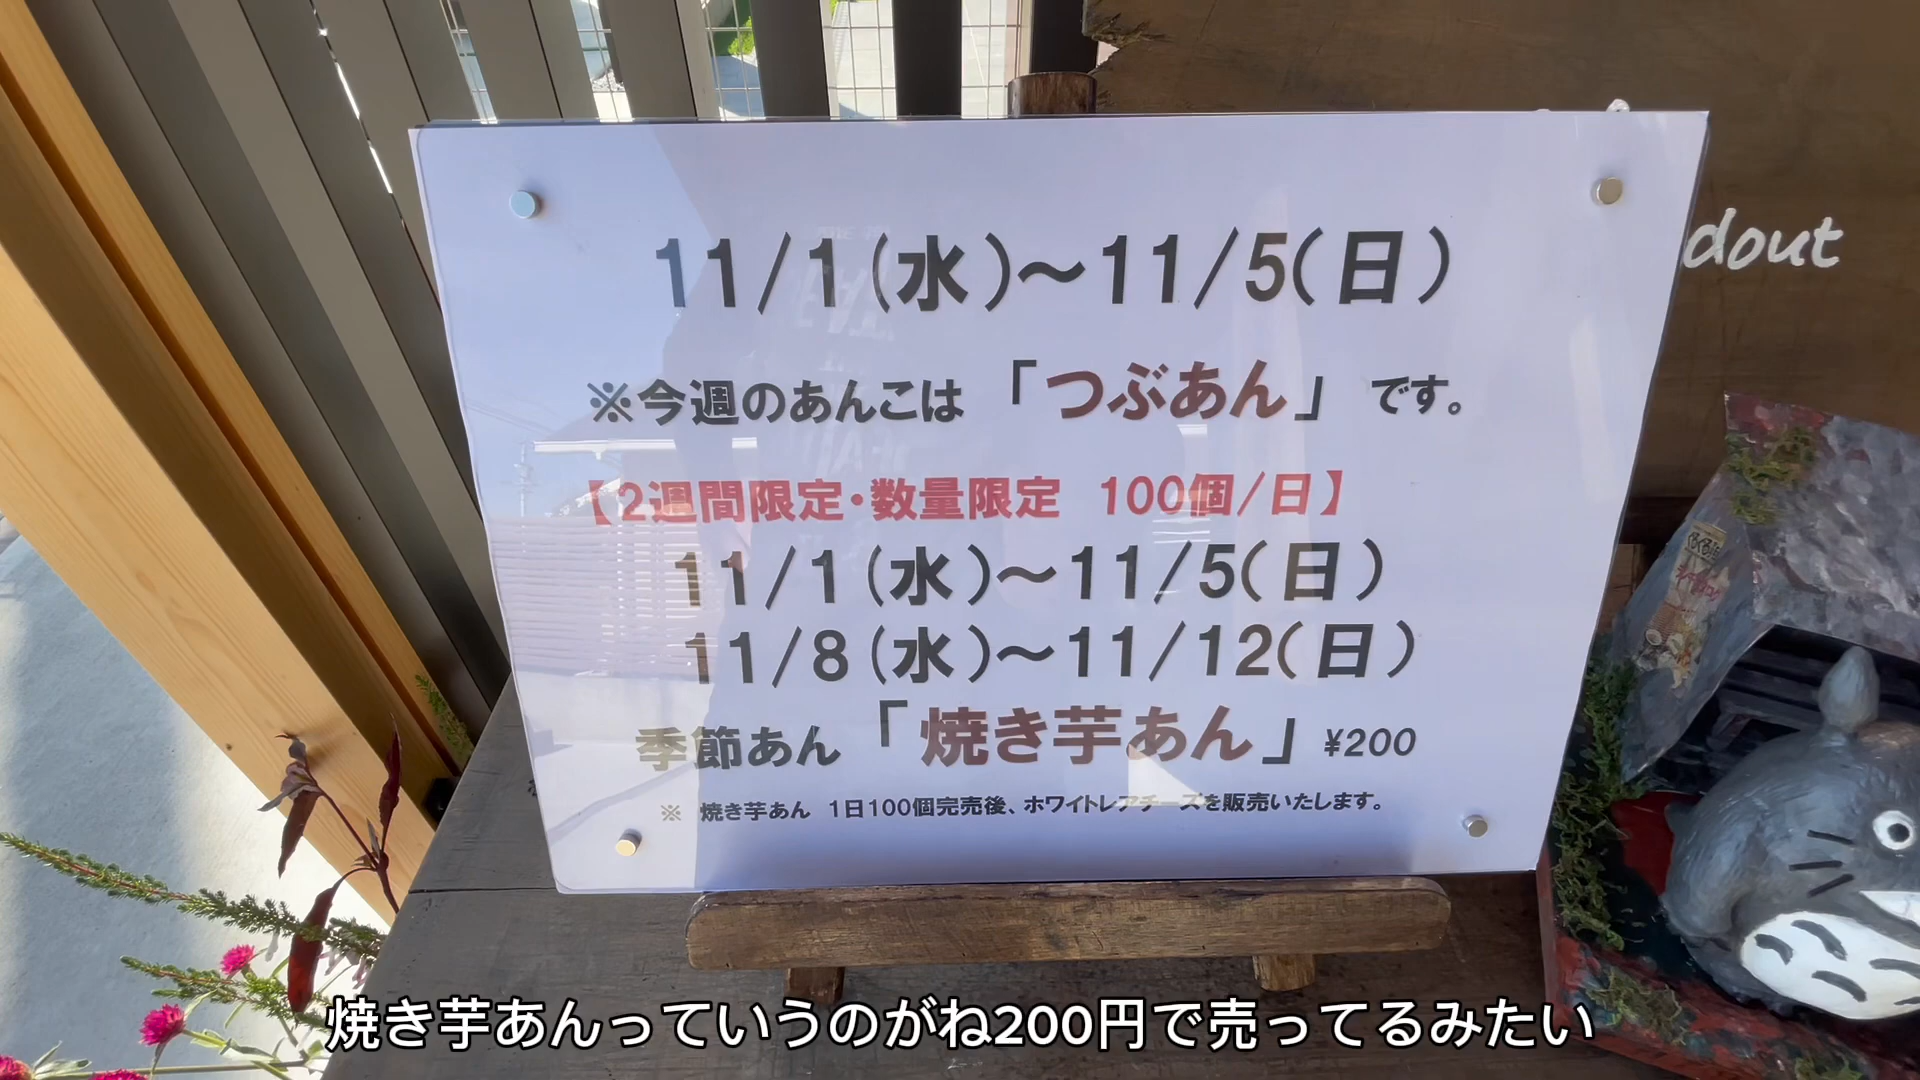 11/1(水)～11/5(日)
※今週のあんこは 「つぶあん」 です。
【2週間限定・数量限定 100個/日】
11/1(水)～11/5(日)
11/8(水)～11/12(日)
季節あん「焼き芋あん」¥200
※ 焼き芋あん 1日100個完売後、ホワイトレアチーズを販売いたします。
dout
焼き芋あんっていうのがね200円で売ってるみたい